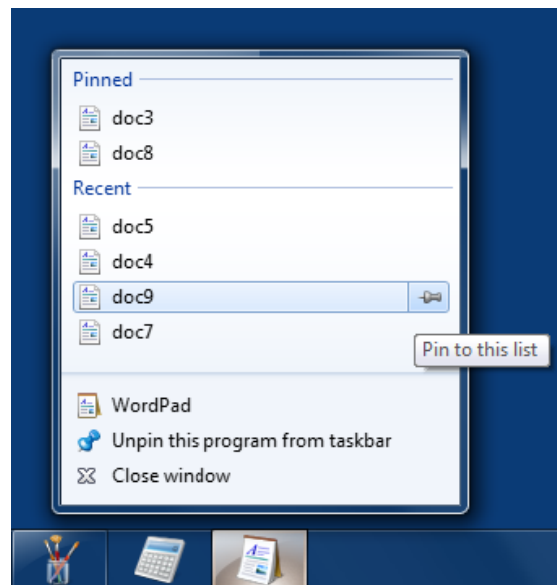 Pinned
doc3
doc8
Recent
doc5
doc4
doc9
doc7
Pin to this list
WordPad
Unpin this program from taskbar
Close window